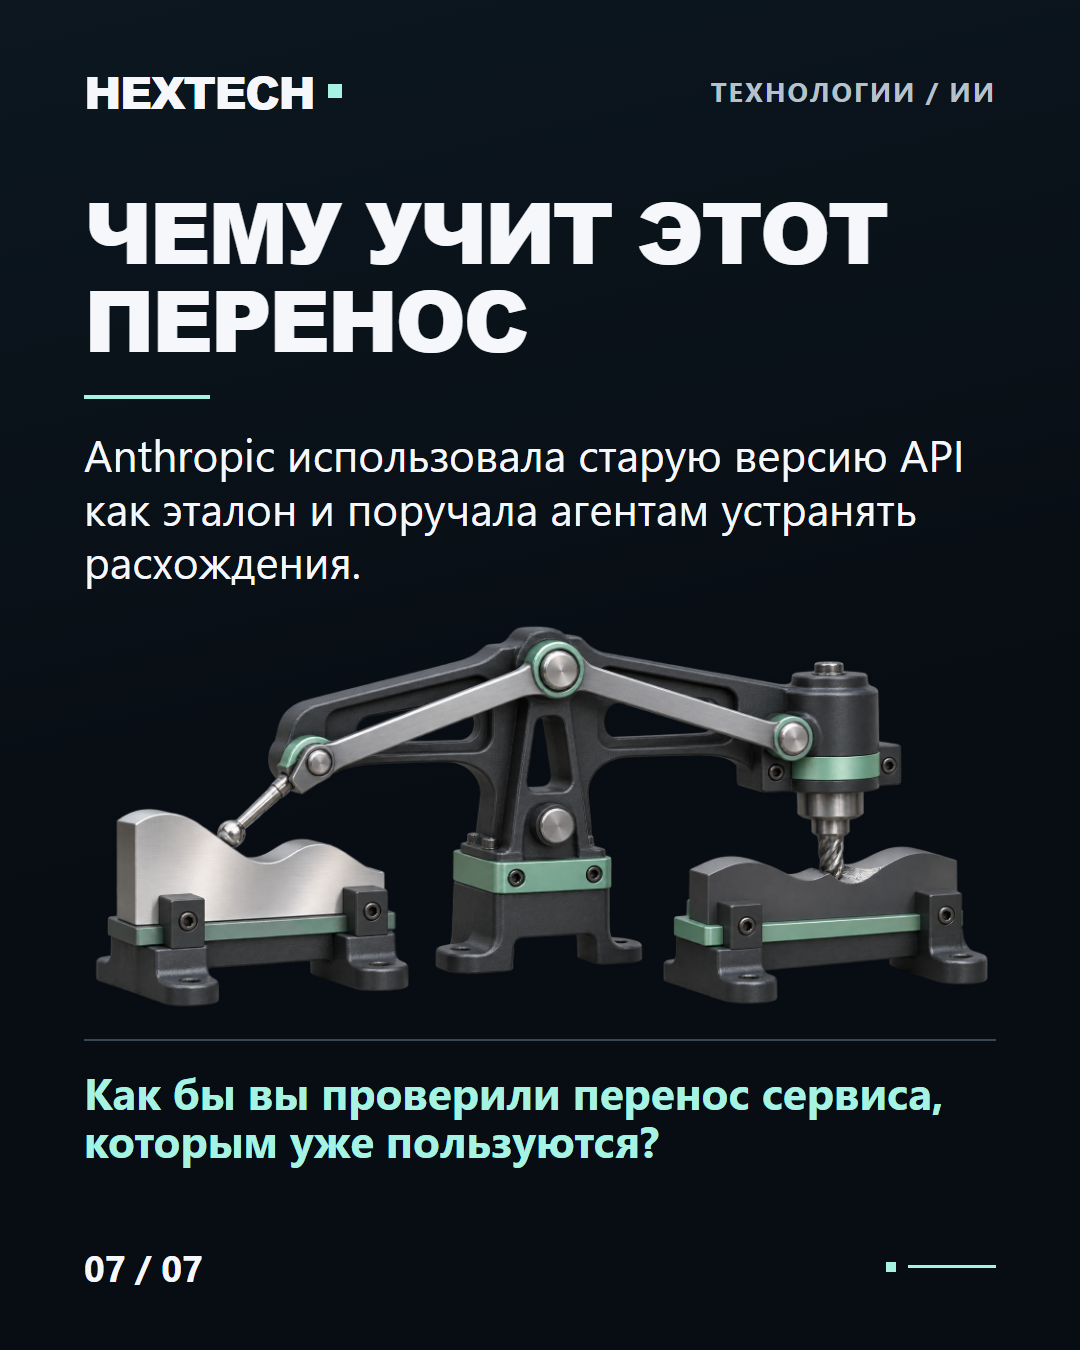 HEXTECH
ТЕХНОЛОГИИ / ИИ
ЧЕМУ УЧИТ ЭТОТ
ПЕРЕНОС
Anthropic использовала старую версию API
как эталон и поручала агентам устранять
расхождения.
Как бы вы проверили перенос сервиса,
которым уже пользуются?
07 / 07